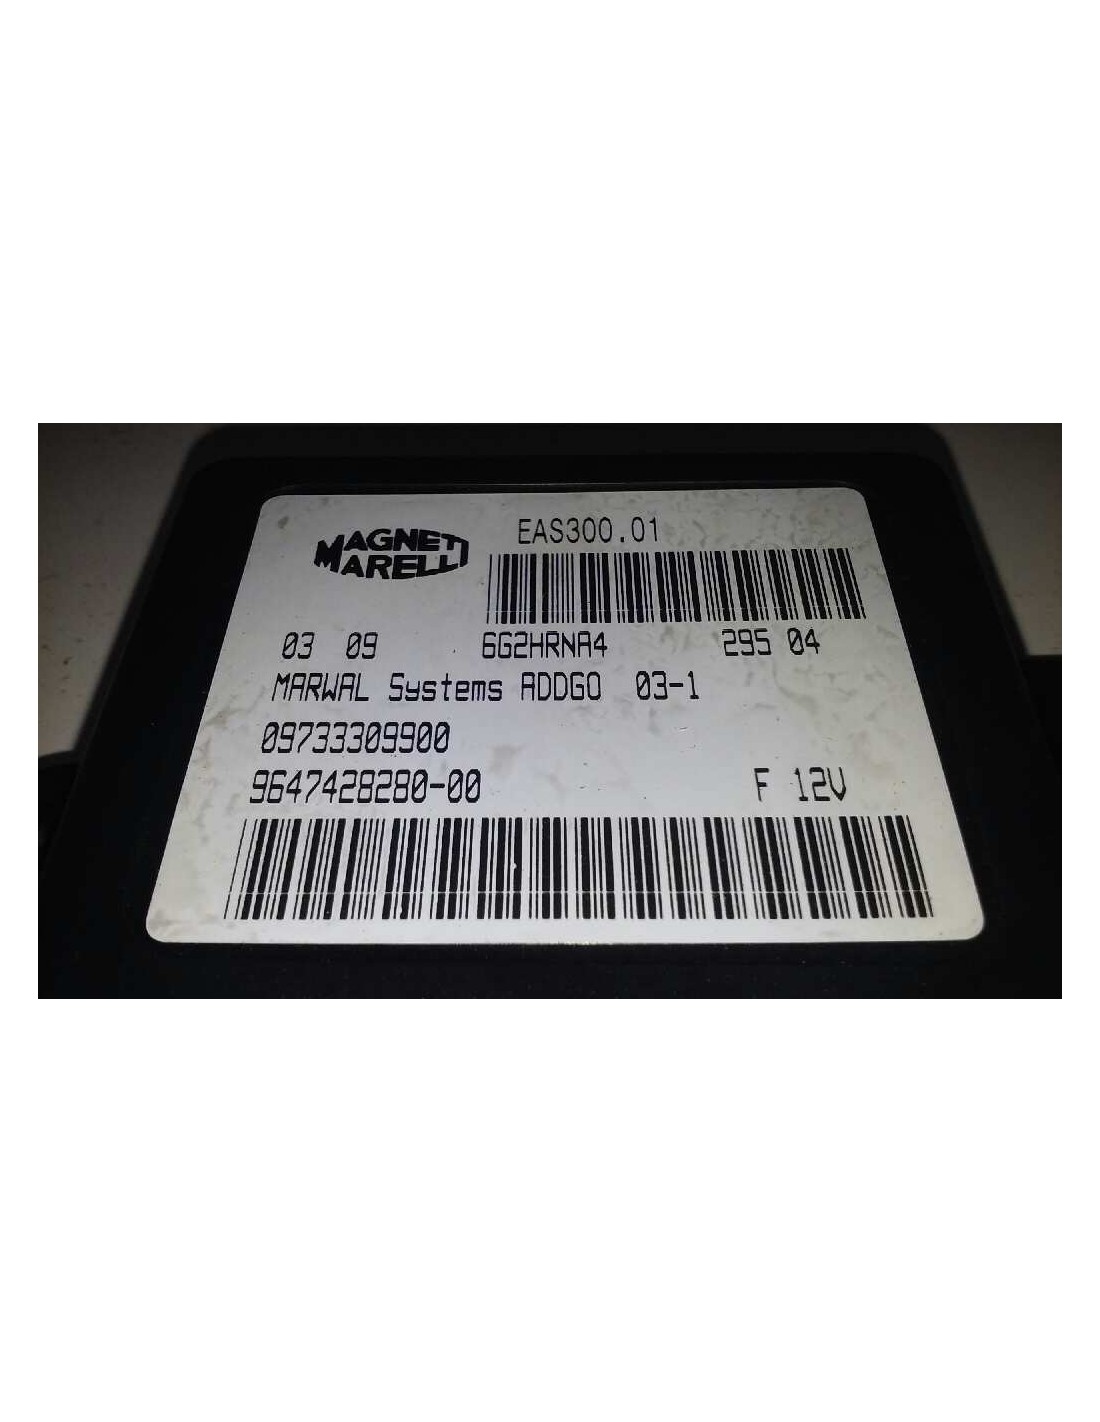 MAGNETI
MARELLI
EAS300.01
03 09 6G2HRNA4 295 04
MARWAL Systems ADDGO 03-1
09733309900
9647428280-00 F 12V